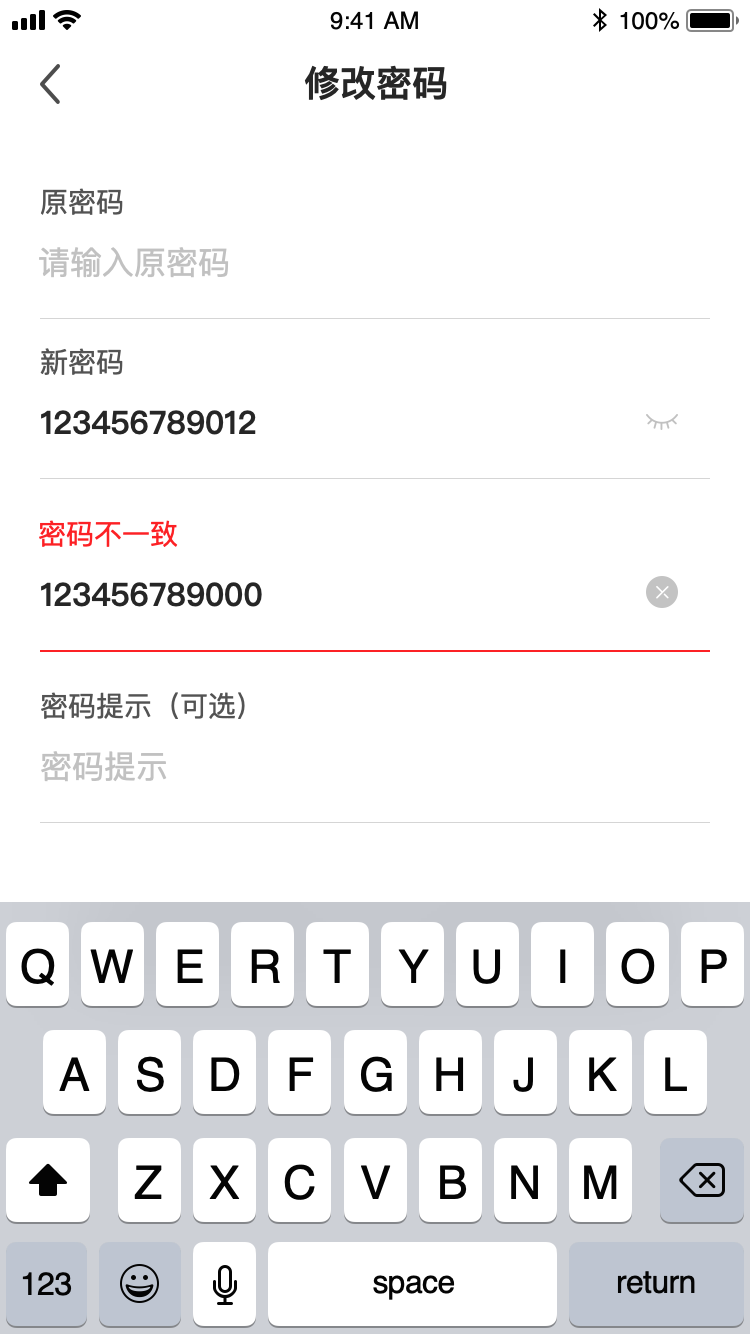 9:41 AM 100%
修改密码
原密码
请输入原密码
新密码
123456789012
密码不一致
123456789000
密码提示（可选）
密码提示
Q W E R T Y U I O P
A S D F G H J K L
Z X C V B N M
123 space return